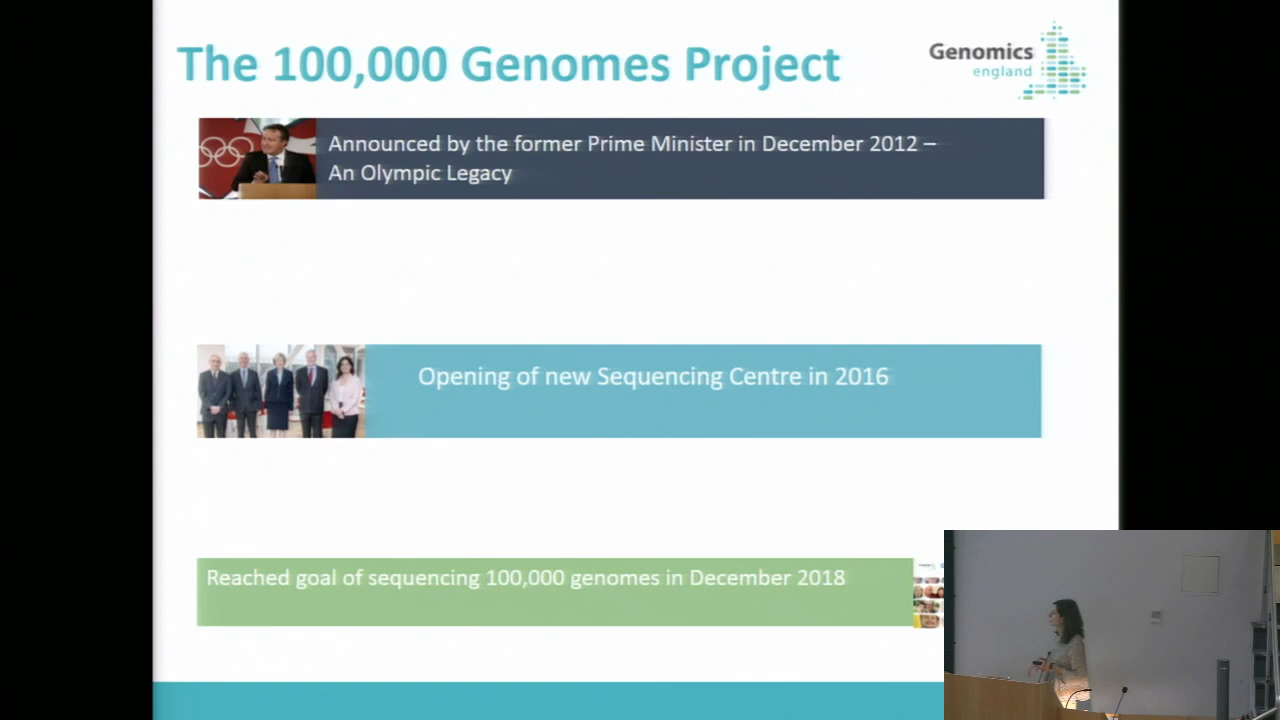 The 100,000 Genomes Project
Genomics
england
Announced by the former Prime Minister in December 2012 –
An Olympic Legacy
Opening of new Sequencing Centre in 2016
Reached goal of sequencing 100,000 genomes in December 2018